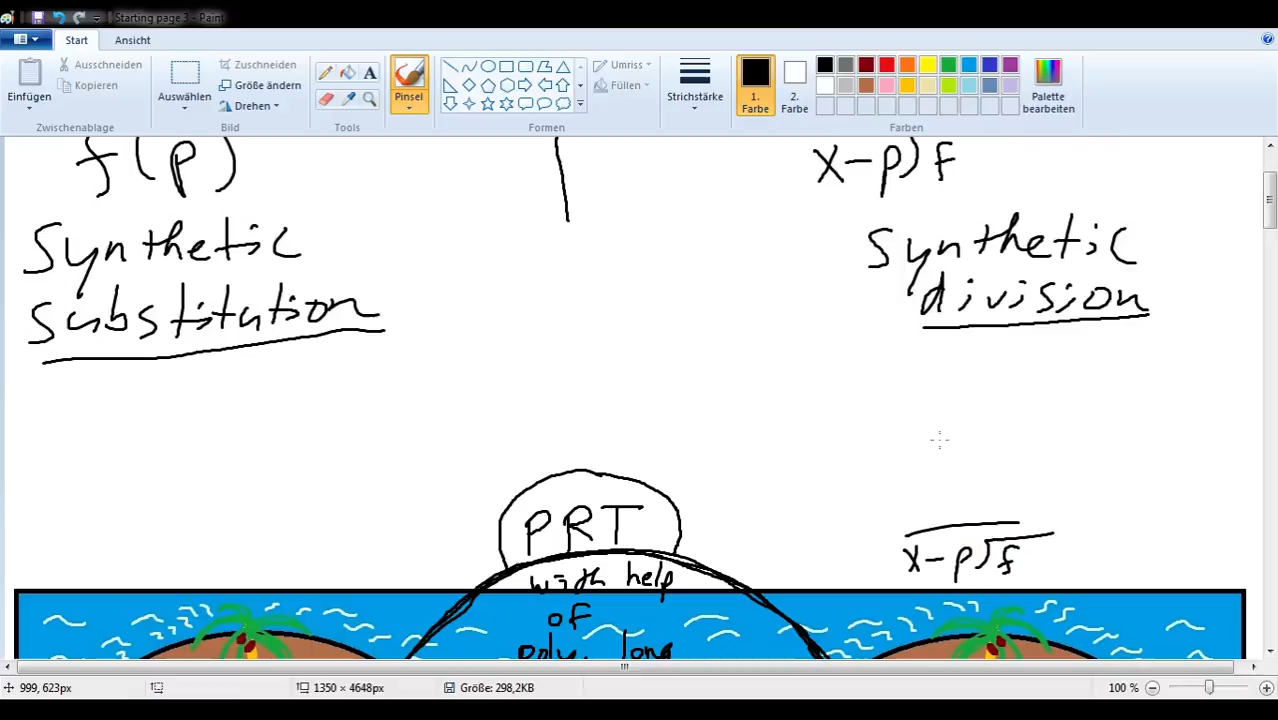 Starting page 3 - Paint
Start
Ansicht
Einfügen
Ausschneiden
Kopieren
Zwischenablage
Auswählen
Zuschneiden
Größe ändern
Drehen
Bild
A
Tools
Pinsel
Umriss
Füllen
Formen
Strichstärke
1.
Farbe
2.
Farbe
Palette
bearbeiten
Farben
f(p)
x-p)f
Synthetic
substitution
Synthetic
division
PRT
with help
of
poly. long
x-p)f
999, 623px
1350 × 4648px
Größe: 298,2KB
100 %